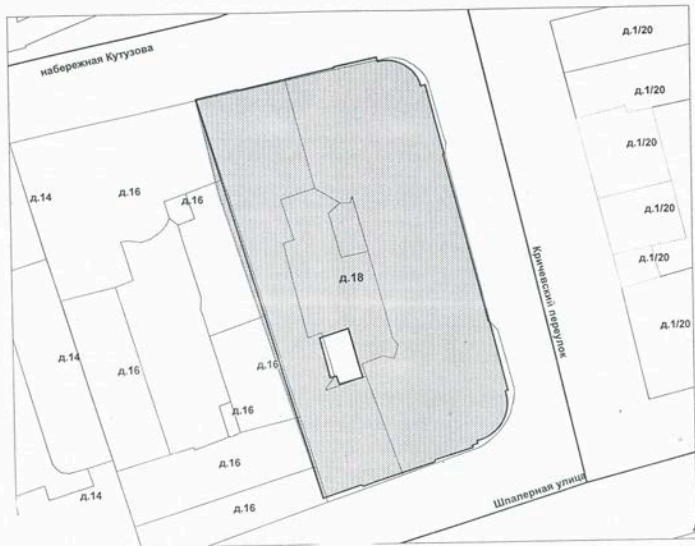 д.1/20
набережная Кутузова
д.1/20
д.1/20
д.14
д.16
д.16
д.1/20
д.1/20
д.18
Кричевский переулок
д.1/20
д.14
д.16
д.16
д.16
д.16
д.14
д.16
Шпалерная улица